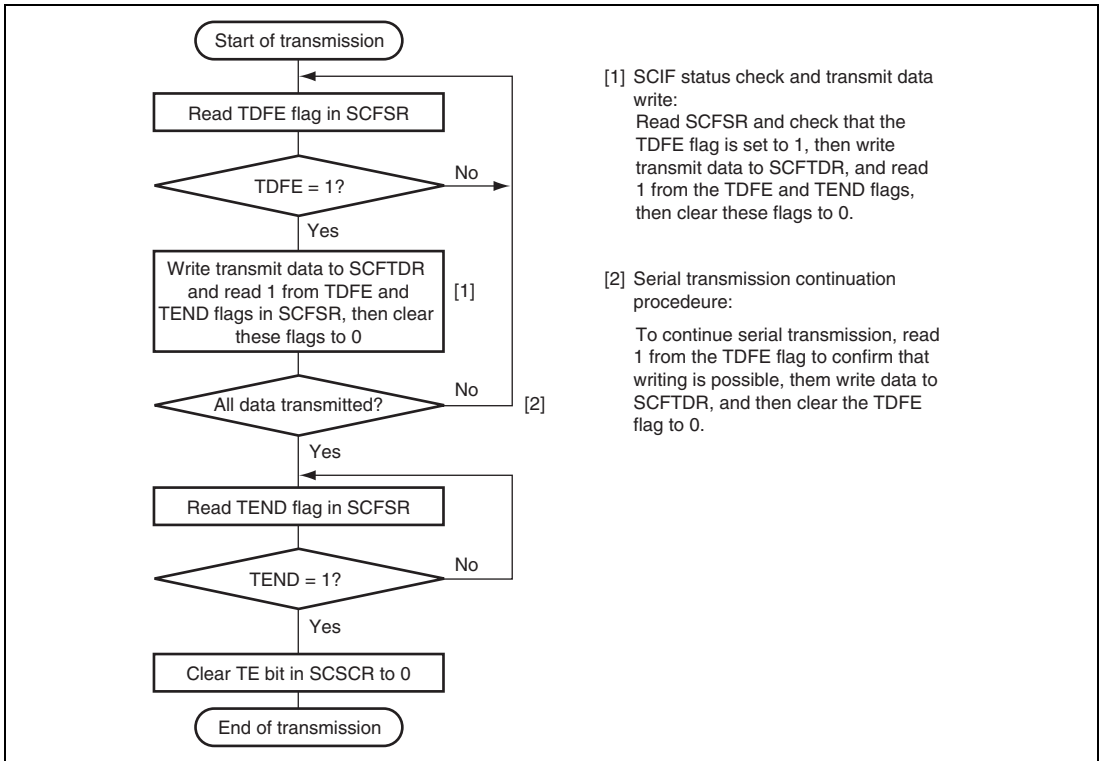 Start of transmission
Read TDFE flag in SCFSR
TDFE = 1?
No
Yes
Write transmit data to SCFTDR
and read 1 from TDFE and
TEND flags in SCFSR, then clear
these flags to 0
[1]
All data transmitted?
No
[2]
Yes
Read TEND flag in SCFSR
TEND = 1?
No
Yes
Clear TE bit in SCSCR to 0
End of transmission
[1] SCIF status check and transmit data
write:
Read SCFSR and check that the
TDFE flag is set to 1, then write
transmit data to SCFTDR, and read
1 from the TDFE and TEND flags,
then clear these flags to 0.
[2] Serial transmission continuation
procedeure:
To continue serial transmission, read
1 from the TDFE flag to confirm that
writing is possible, them write data to
SCFTDR, and then clear the TDFE
flag to 0.